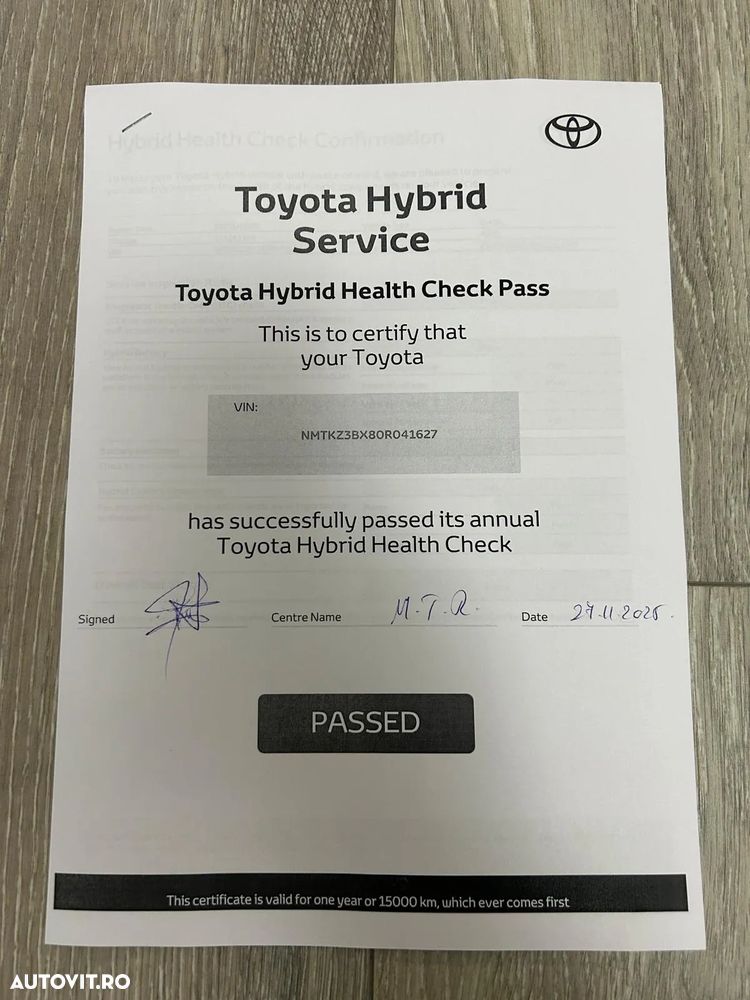 Hybrid Health Check Confirmation
Toyota Hybrid
Service
Toyota Hybrid Health Check Pass
This is to certify that
your Toyota
VIN:
NMTKZ3BX80R041627
has successfully passed its annual
Toyota Hybrid Health Check
Signed Centre Name M.T.R. Date 27.11.2025.
PASSED
This certificate is valid for one year or 15000 km, which ever comes first
AUTOVIT.RO